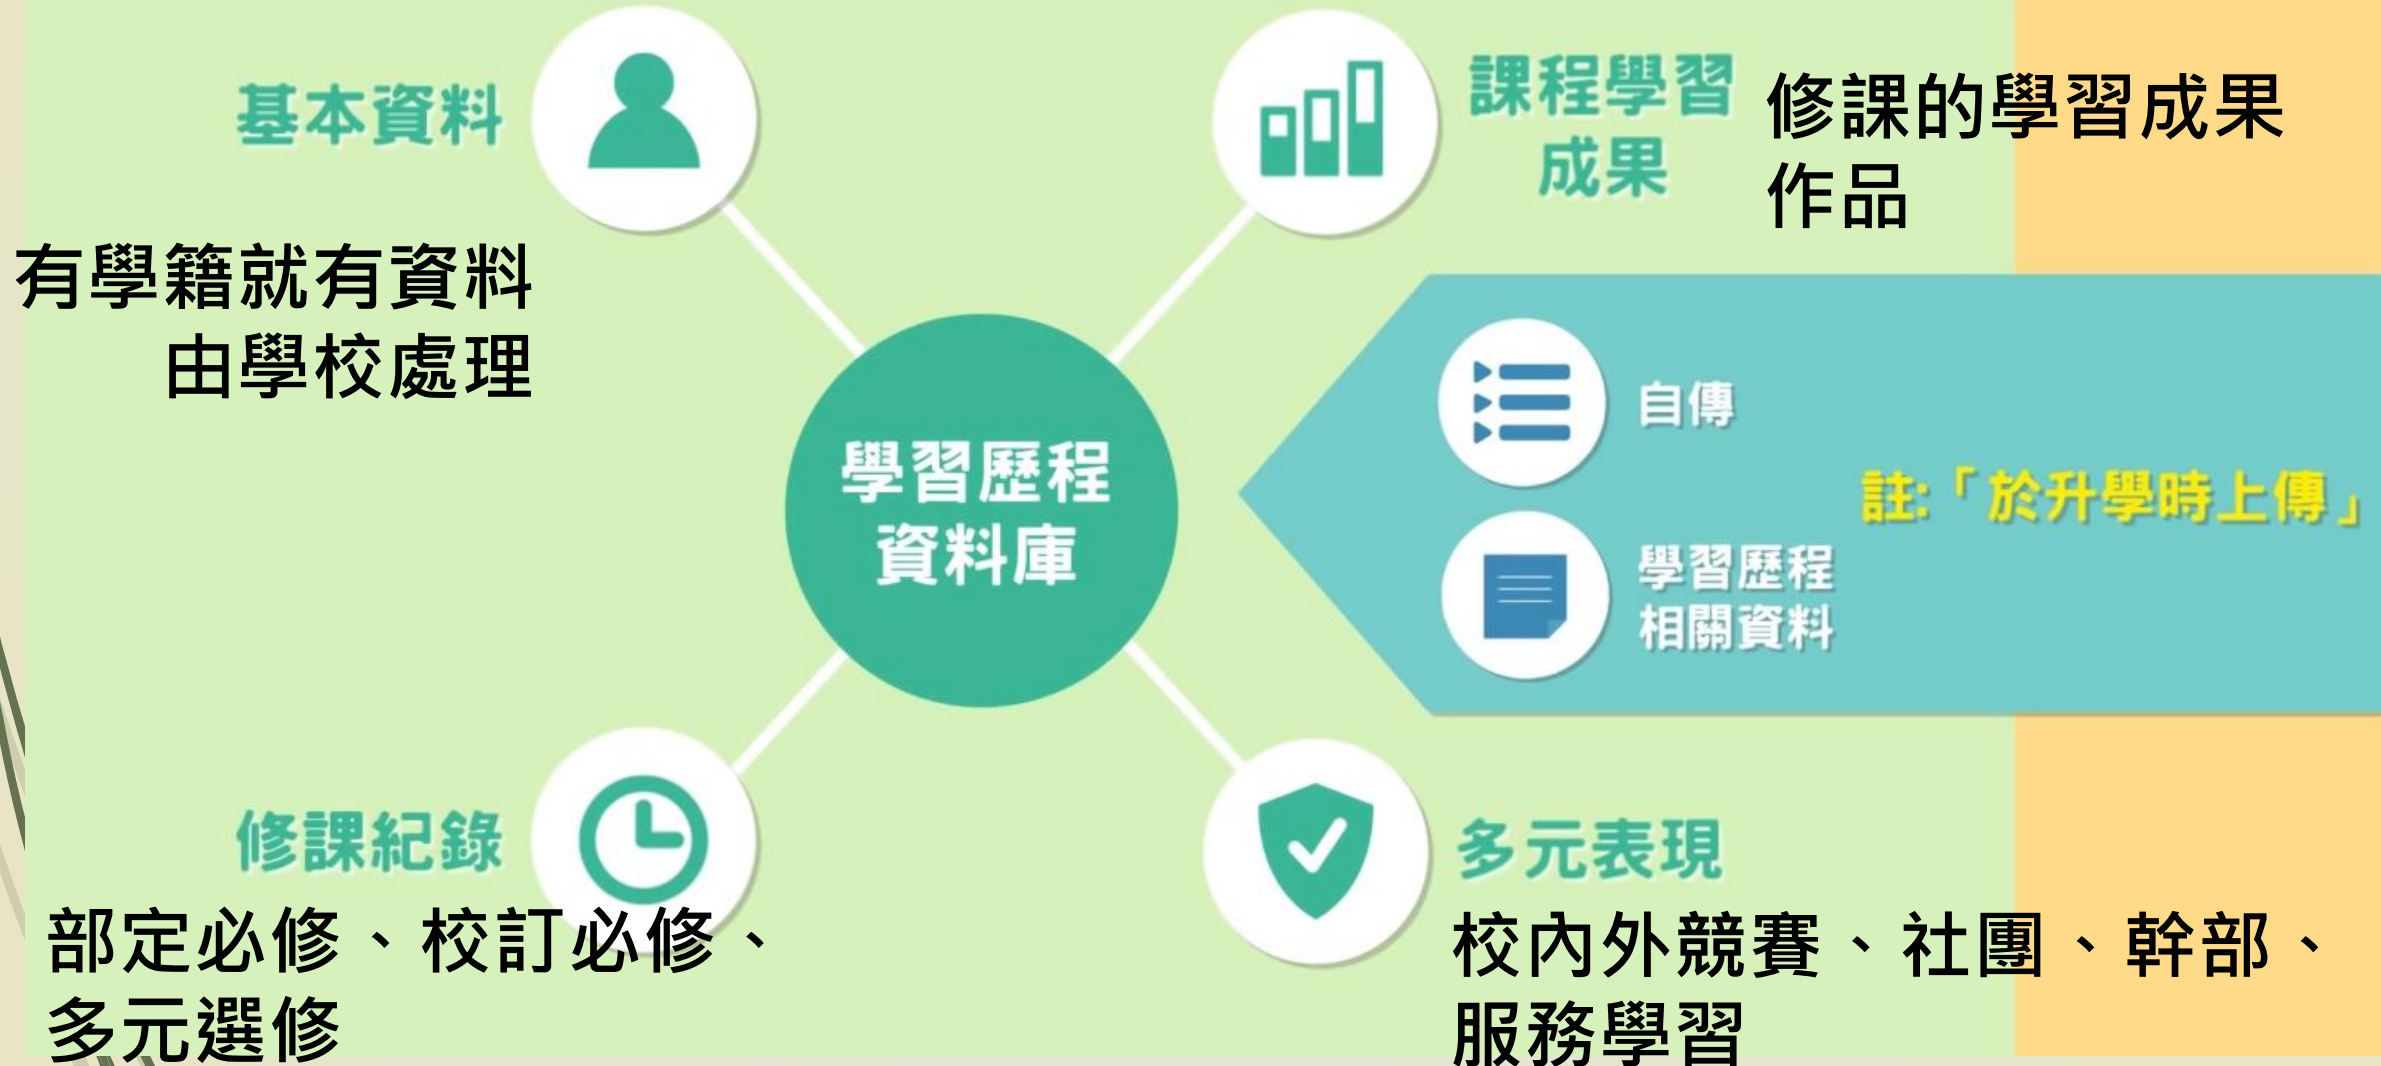 基本資料
有學籍就有資料
由學校處理
課程學習
成果
修課的學習成果
作品
學習歷程
資料庫
自傳
學習歷程
相關資料
註:「於升學時上傳」
修課紀錄
部定必修、校訂必修、
多元選修
多元表現
校內外競賽、社團、幹部、
服務學習